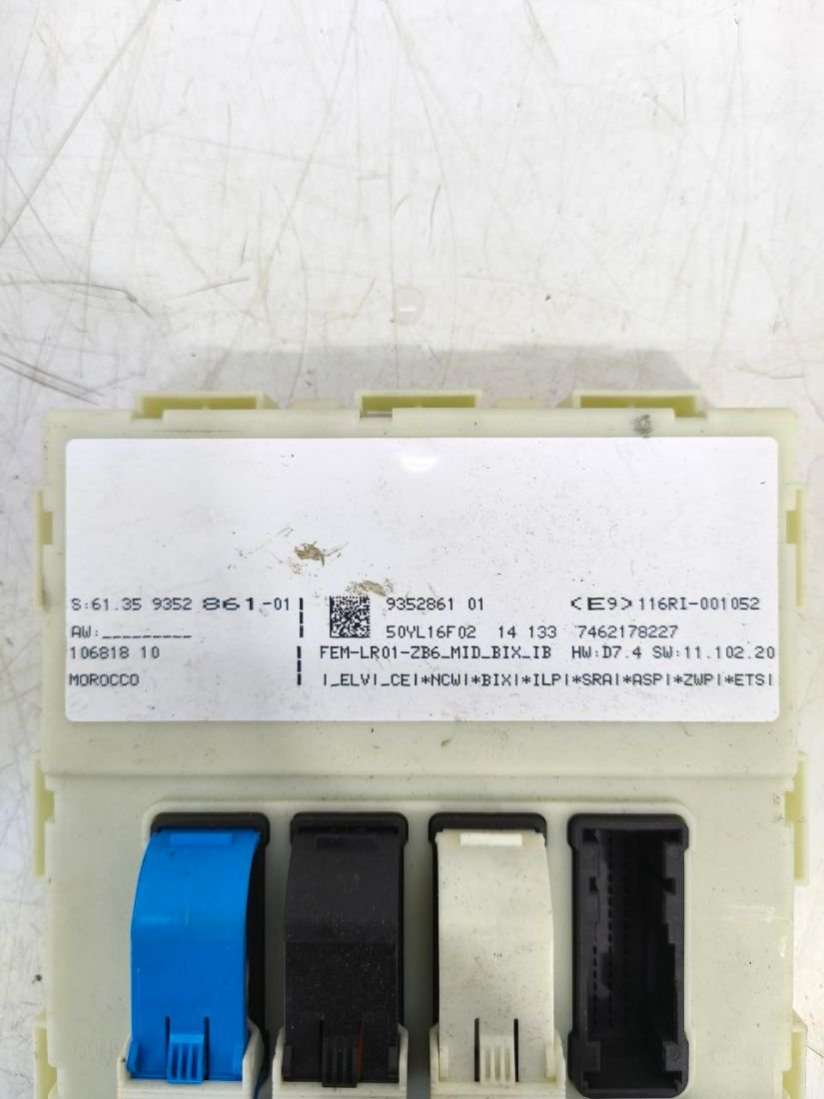 S:61.35 9352 861-01 9352861 01 <E9>116RI-001052
AW:_________ 50YL16F02 14 133 7462178227
106818 10 FEM-LR01-ZB6_MID_BIX_IB HW:D7.4 SW:11.102.20
MOROCCO |_ELV|_CE|*NCW|*BIX|*ILP|*SRA|*ASP|*ZWP|*ETS|